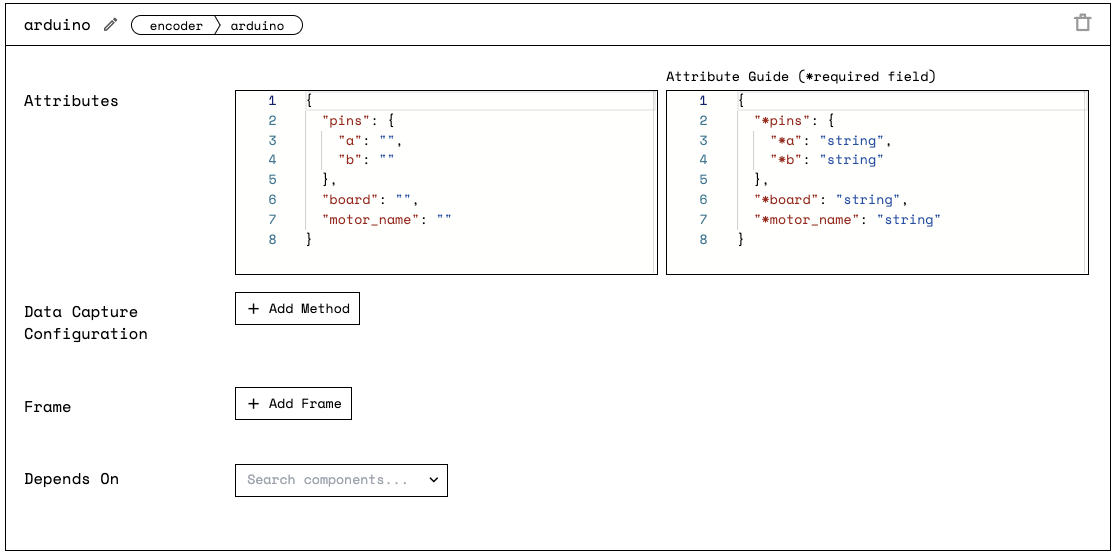 arduino encoder arduino
Attribute Guide (*required field)
Attributes
1 {
2 "pins": {
3 "a": "",
4 "b": ""
5 },
6 "board": "",
7 "motor_name": ""
8 }
1 {
2 "*pins": {
3 "*a": "string",
4 "*b": "string"
5 },
6 "*board": "string",
7 "*motor_name": "string"
8 }
Data Capture
Configuration
+ Add Method
Frame
+ Add Frame
Depends On
Search components...